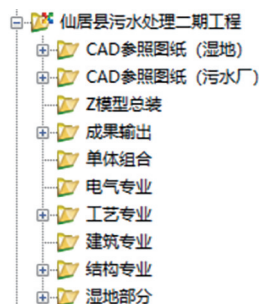 仙居县污水处理二期工程
CAD参照图纸（湿地）
CAD参照图纸（污水厂）
Z模型总装
成果输出
单体组合
电气专业
工艺专业
建筑专业
结构专业
湿地部分